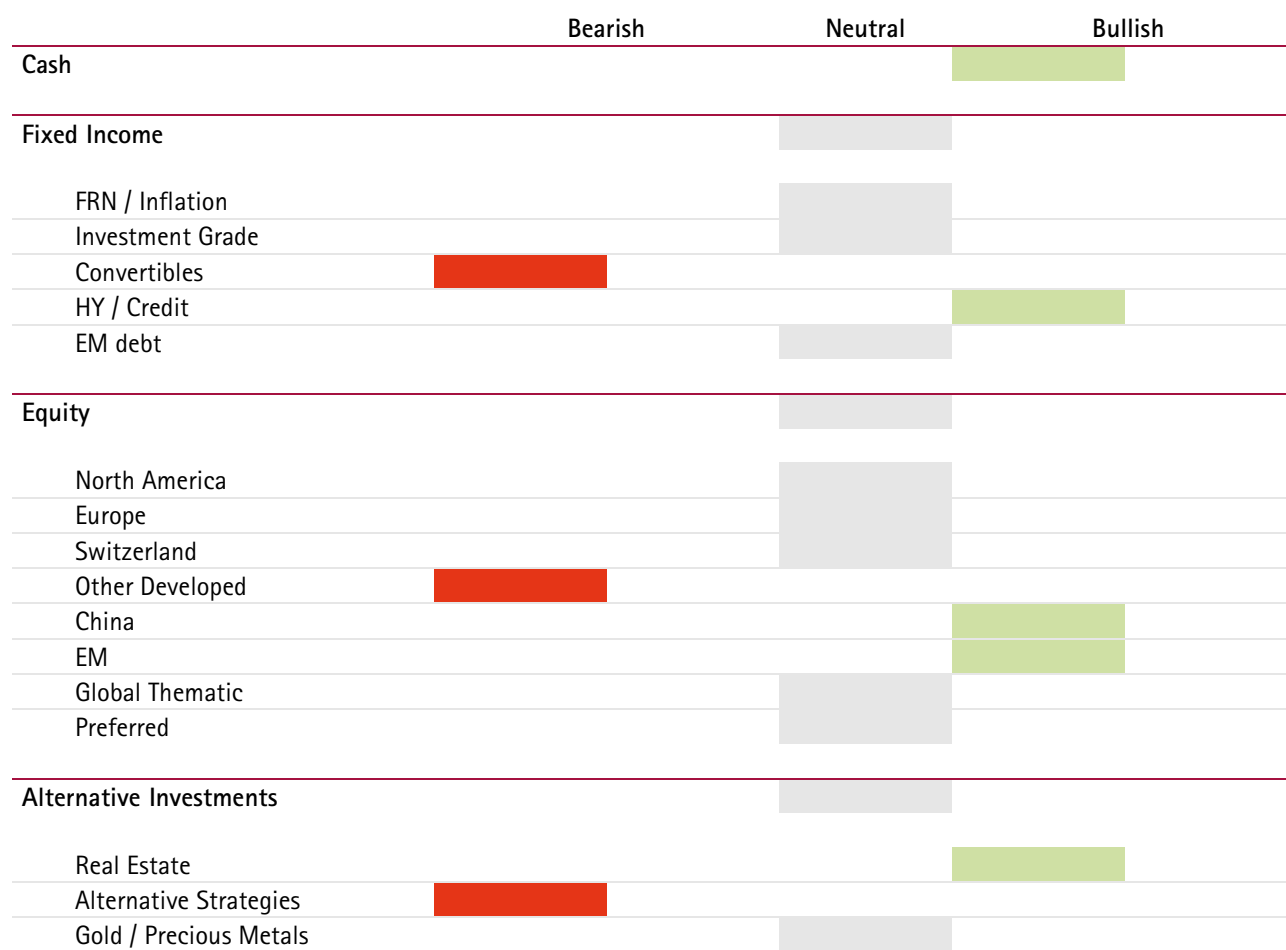 Bearish Neutral Bullish
Cash
Fixed Income
FRN / Inflation
Investment Grade
Convertibles
HY / Credit
EM debt
Equity
North America
Europe
Switzerland
Other Developed
China
EM
Global Thematic
Preferred
Alternative Investments
Real Estate
Alternative Strategies
Gold / Precious Metals